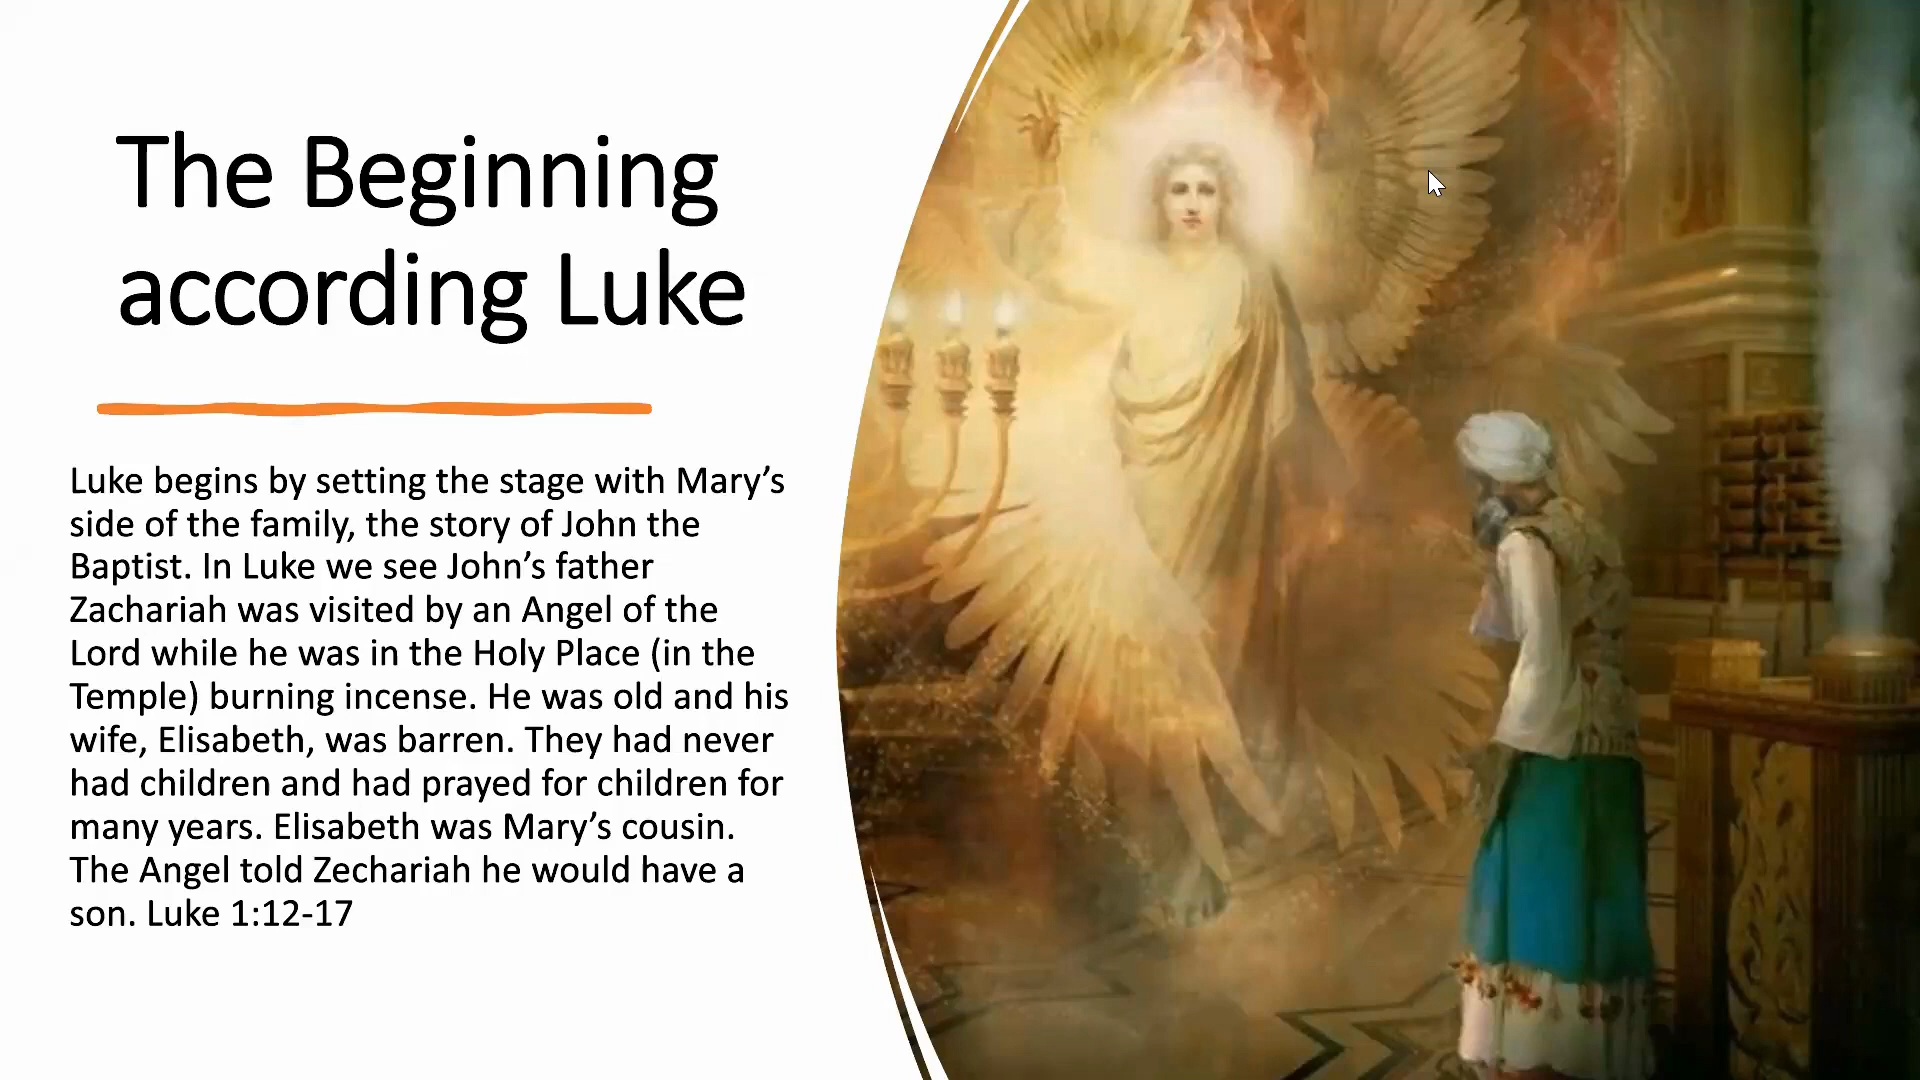 The Beginning
according Luke
Luke begins by setting the stage with Mary’s
side of the family, the story of John the
Baptist. In Luke we see John’s father
Zachariah was visited by an Angel of the
Lord while he was in the Holy Place (in the
Temple) burning incense. He was old and his
wife, Elisabeth, was barren. They had never
had children and had prayed for children for
many years. Elisabeth was Mary’s cousin.
The Angel told Zechariah he would have a
son. Luke 1:12-17